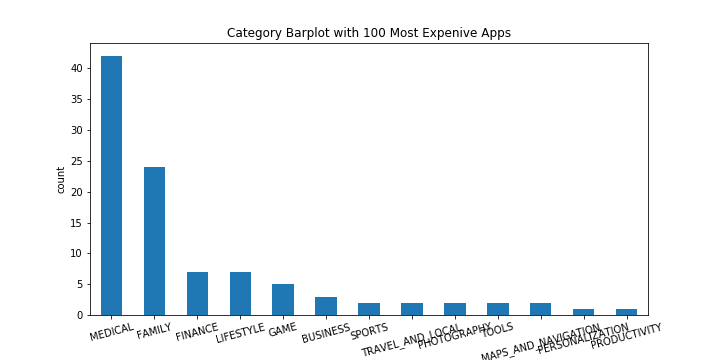 Category Barplot with 100 Most Expenive Apps
count
40
35
30
25
20
15
10
5
0
MEDICAL
FAMILY
FINANCE
LIFESTYLE
GAME
BUSINESS
SPORTS
TRAVEL_AND_LOCAL
PHOTOGRAPHY
TOOLS
MAPS_AND_NAVIGATION
PERSONALIZATION
PRODUCTIVITY